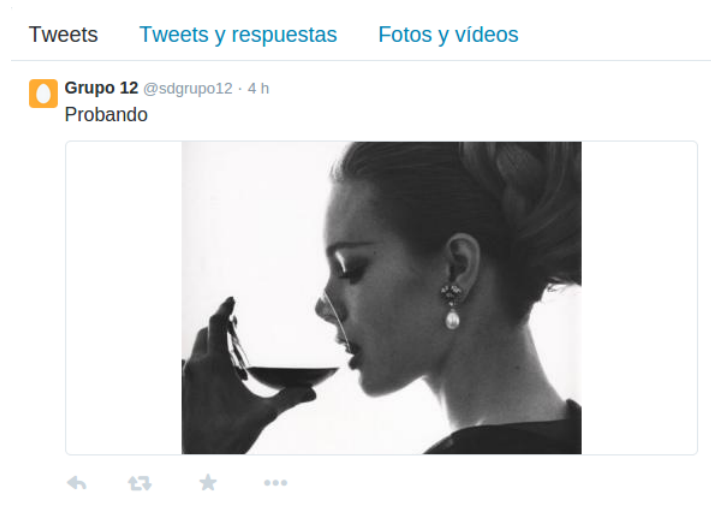 Tweets Tweets y respuestas Fotos y vídeos
Grupo 12 @sdgrupo12 · 4 h
Probando